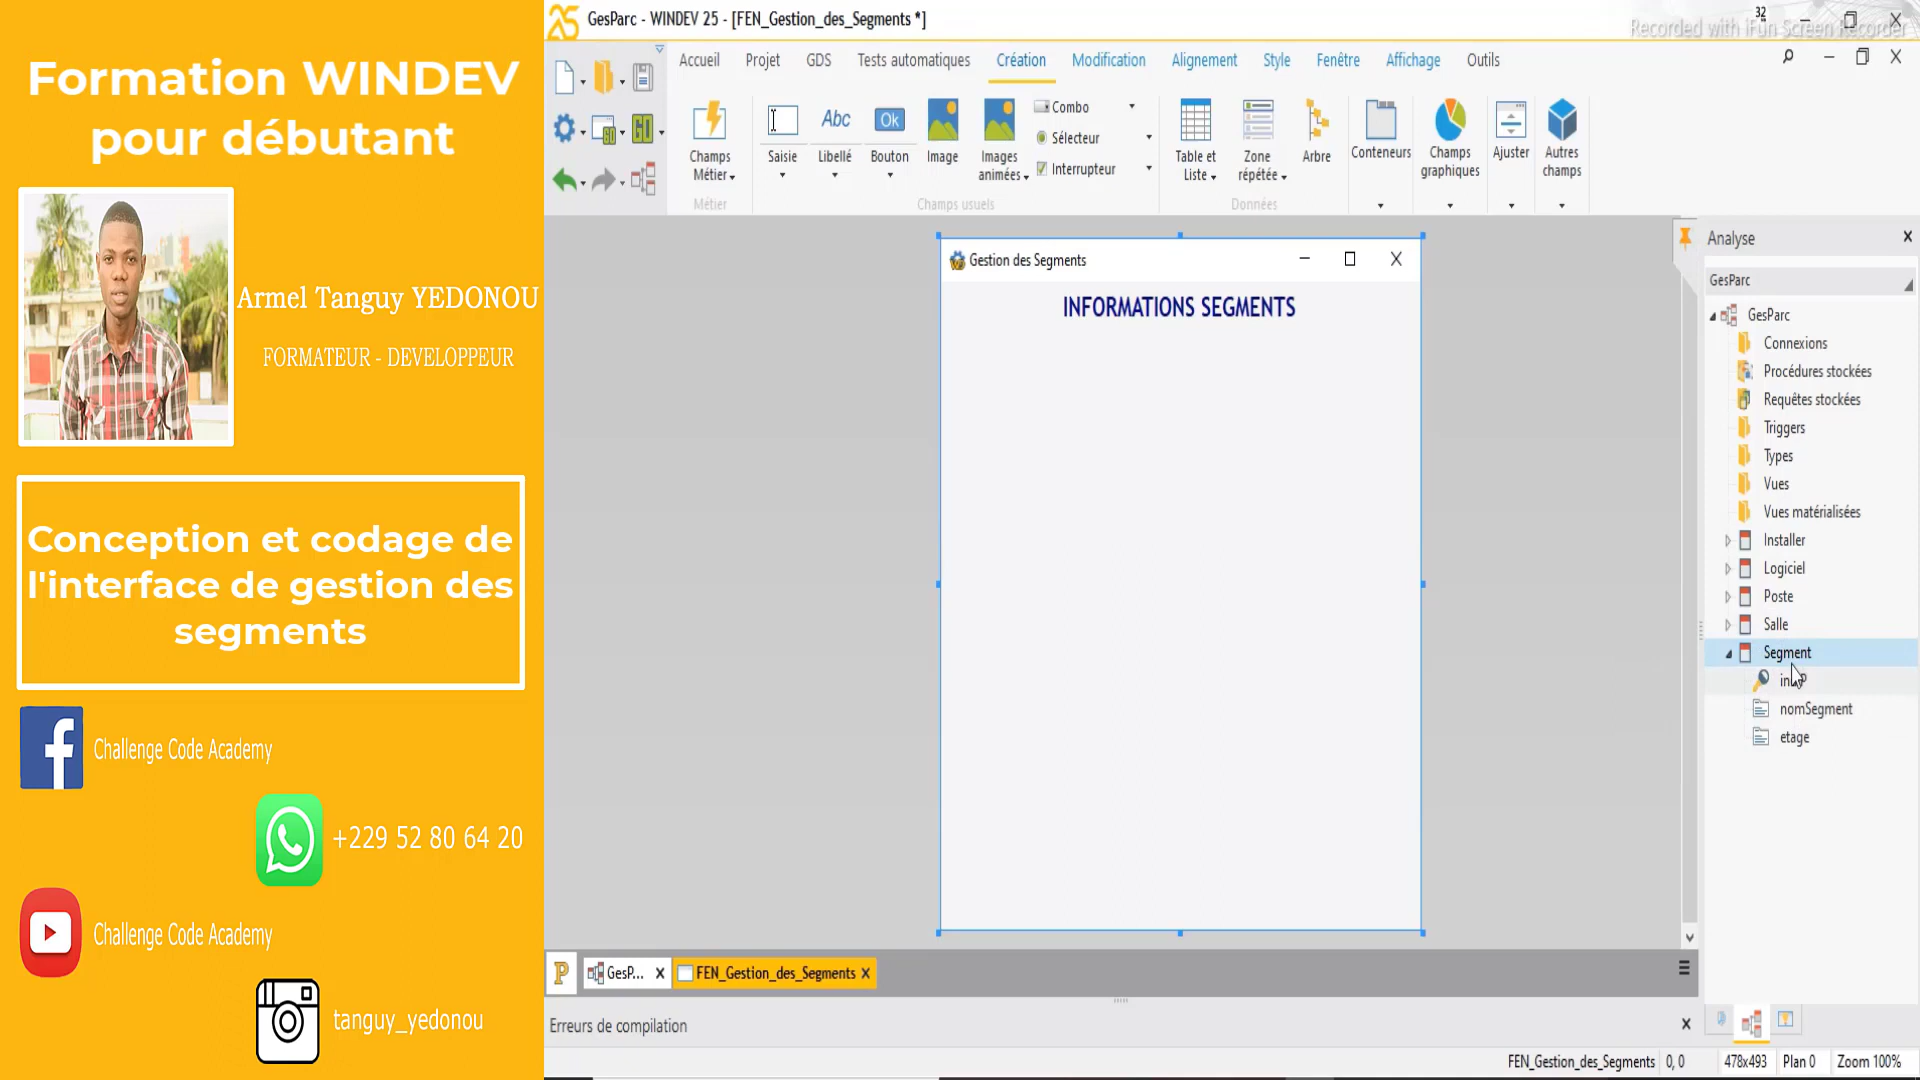 Formation WINDEV
pour débutant
Armel Tanguy YEDONOU
FORMATEUR - DEVELOPPEUR
Conception et codage de
l'interface de gestion des
segments
Challenge Code Academy
+229 52 80 64 20
Challenge Code Academy
tanguy_yedonou
GesParc - WINDEV 25 - [FEN_Gestion_des_Segments *]
32
Recorded with iFun Screen Recorder
Accueil Projet GDS Tests automatiques Création Modification Alignement Style Fenêtre Affichage Outils
Champs
Métier
Saisie
Abc
Libellé
Ok
Bouton
Image
Images
animées
Combo
Sélecteur
Interrupteur
Table et
Liste
Zone
répétée
Arbre
Conteneurs
Champs
graphiques
Ajuster
Autres
champs
Métier
Champs usuels
Données
Gestion des Segments
INFORMATIONS SEGMENTS
Analyse
GesParc
GesParc
Connexions
Procédures stockées
Requêtes stockées
Triggers
Types
Vues
Vues matérialisées
Installer
Logiciel
Poste
Salle
Segment
nomSegment
etage
GesP...
FEN_Gestion_des_Segments
Erreurs de compilation
FEN_Gestion_des_Segments 0, 0 478x493 Plan 0 Zoom 100%